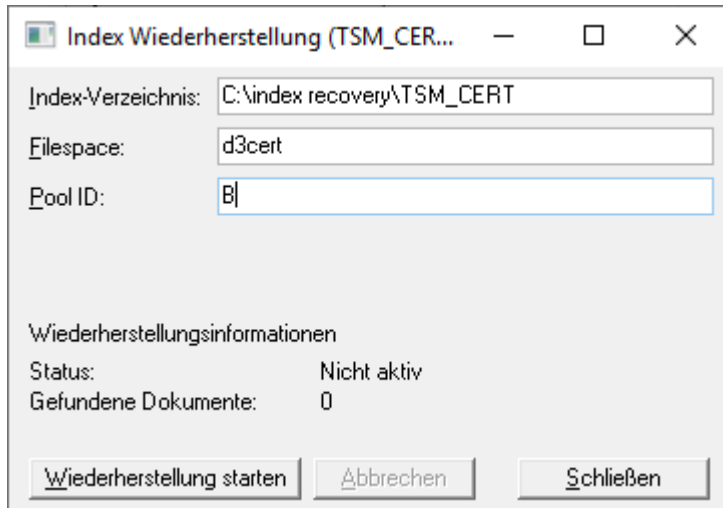 Index Wiederherstellung (TSM_CER...
Index-Verzeichnis: C:\index recovery\TSM_CERT
Filespace: d3cert
Pool ID: B
Wiederherstellungsinformationen
Status: Nicht aktiv
Gefundene Dokumente: 0
Wiederherstellung starten Abbrechen Schließen